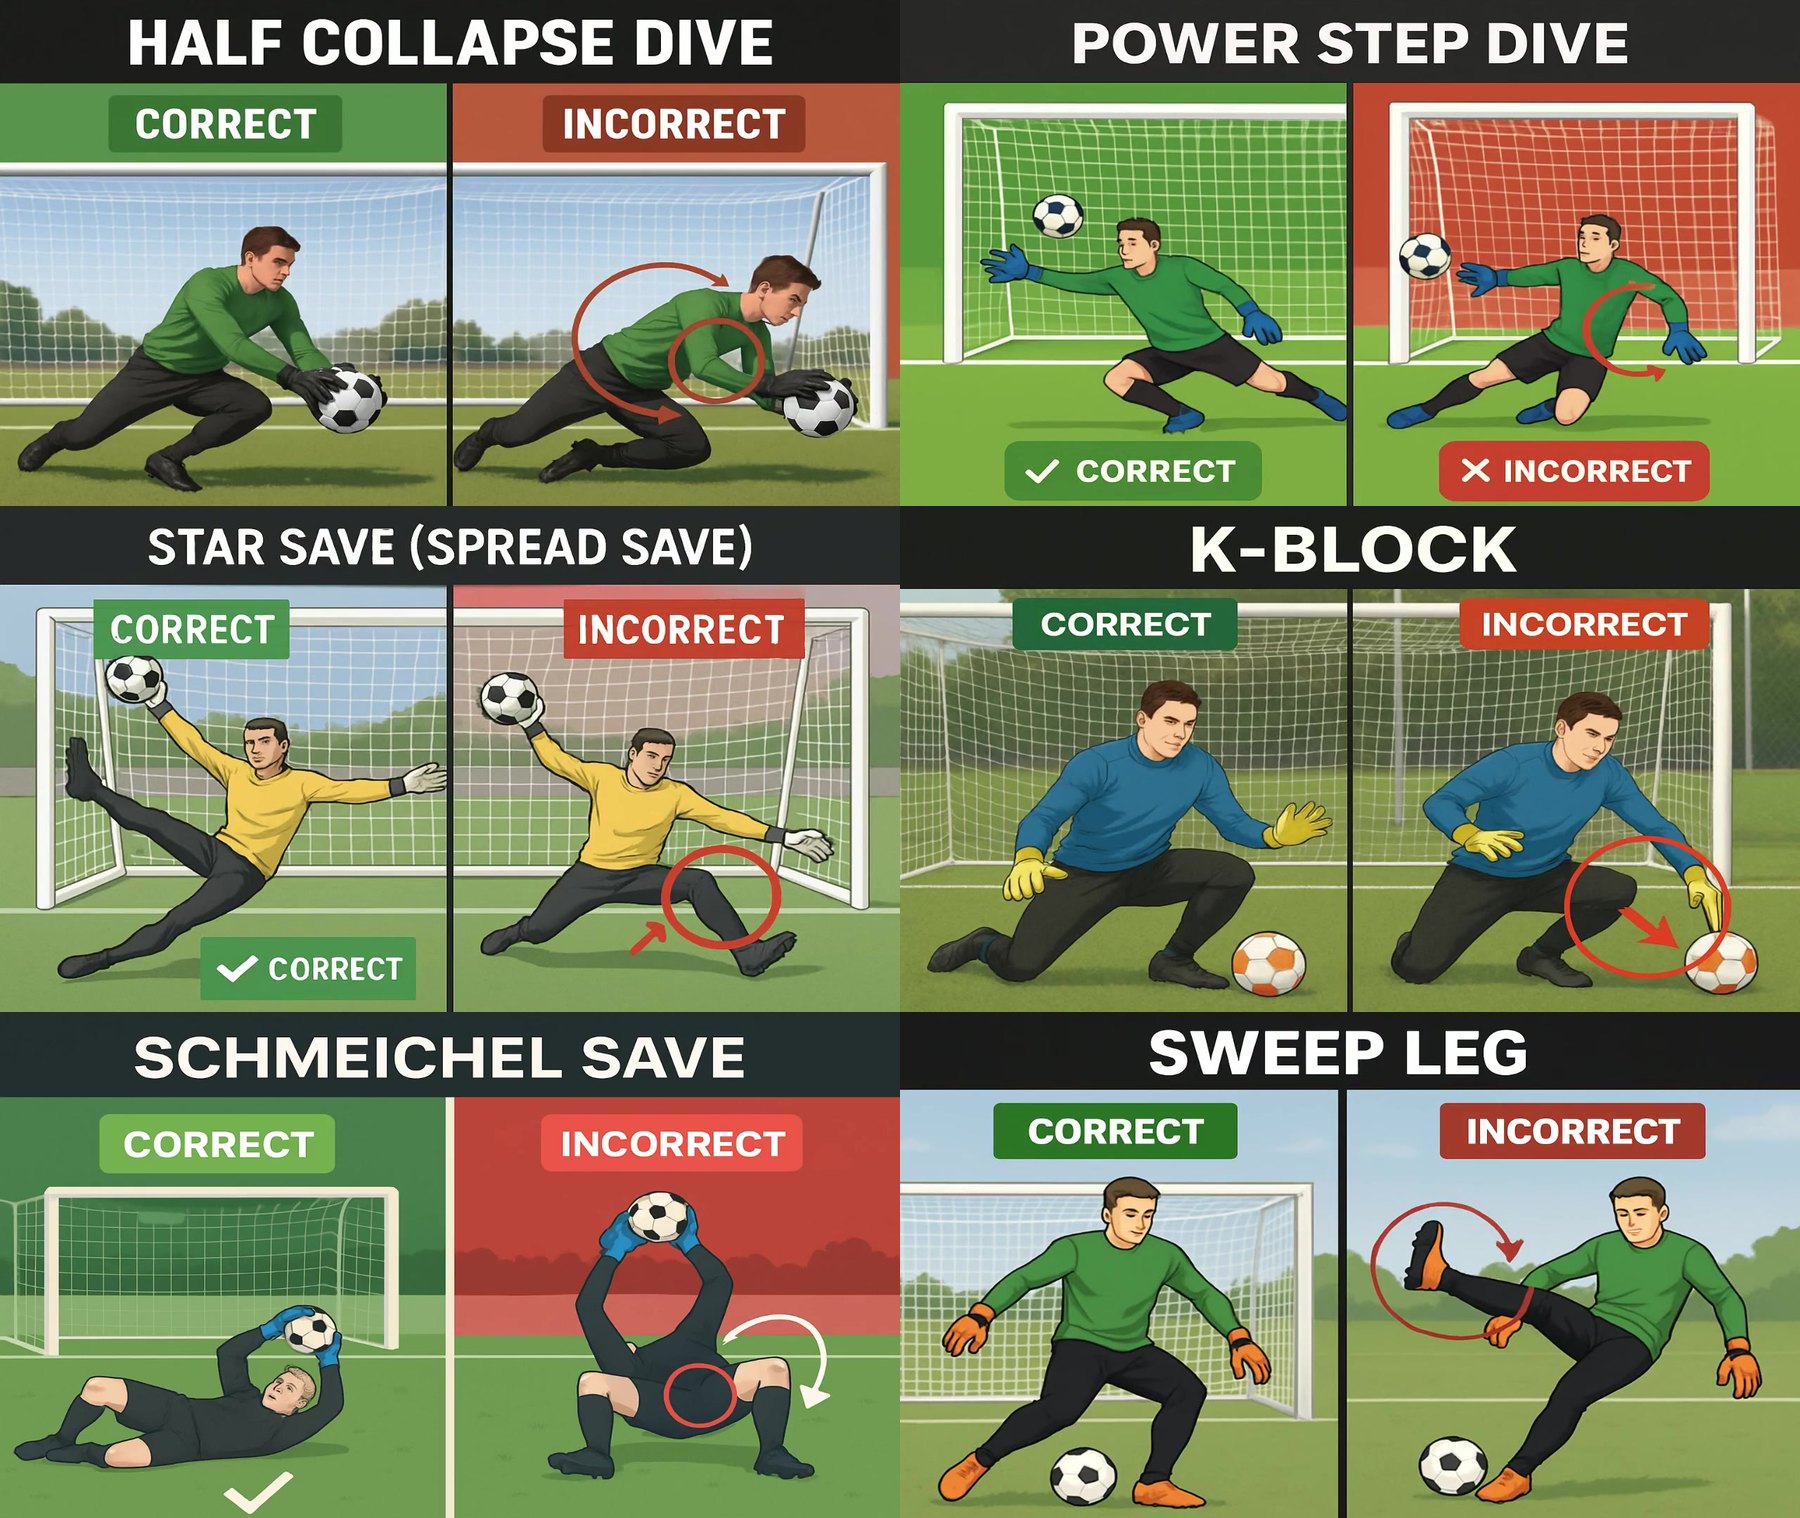 HALF COLLAPSE DIVE
CORRECT
INCORRECT
POWER STEP DIVE
CORRECT
INCORRECT
STAR SAVE (SPREAD SAVE)
CORRECT
INCORRECT
CORRECT
K-BLOCK
CORRECT
INCORRECT
SCHMEICHEL SAVE
CORRECT
INCORRECT
SWEEP LEG
CORRECT
INCORRECT